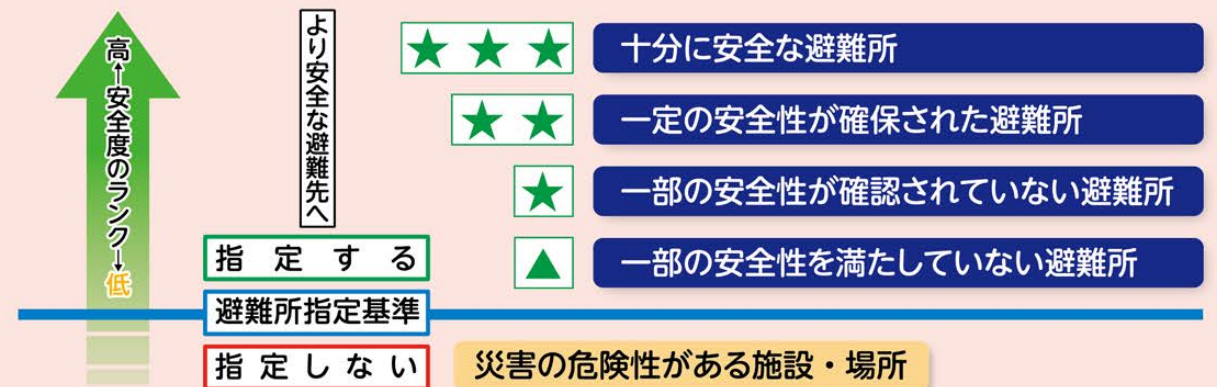 高←安全度のランク→低
より安全な避難先へ
★★★ 十分に安全な避難所
★★ 一定の安全性が確保された避難所
★ 一部の安全性が確認されていない避難所
▲ 一部の安全性を満たしていない避難所
指定する
避難所指定基準
指定しない
災害の危険性がある施設・場所